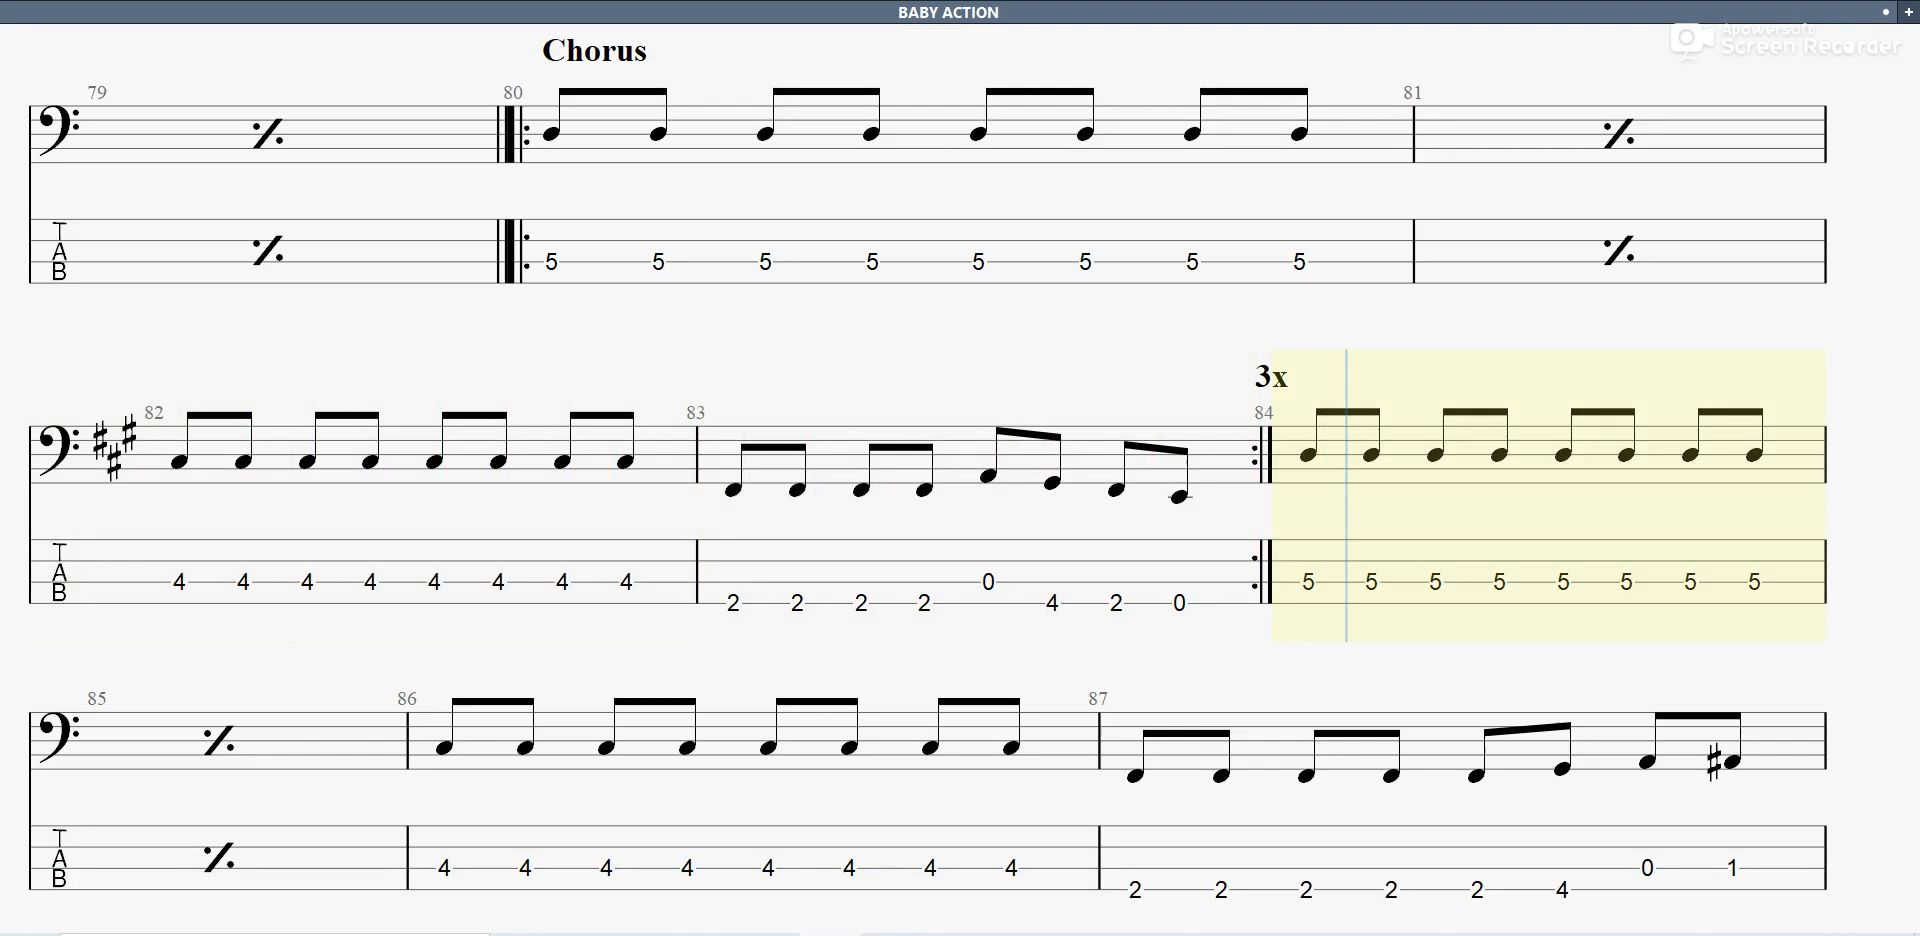 BABY ACTION
Apowersoft
Screen Recorder
Chorus
79 80 81
T
A
B
5 5 5 5 5 5 5 5
3x
82 83 84
T
A
B
4 4 4 4 4 4 4 4 0 5 5 5 5 5 5 5 5
2 2 2 2 4 2 0
85 86 87
T
A
B
4 4 4 4 4 4 4 4 0 1
2 2 2 2 2 4